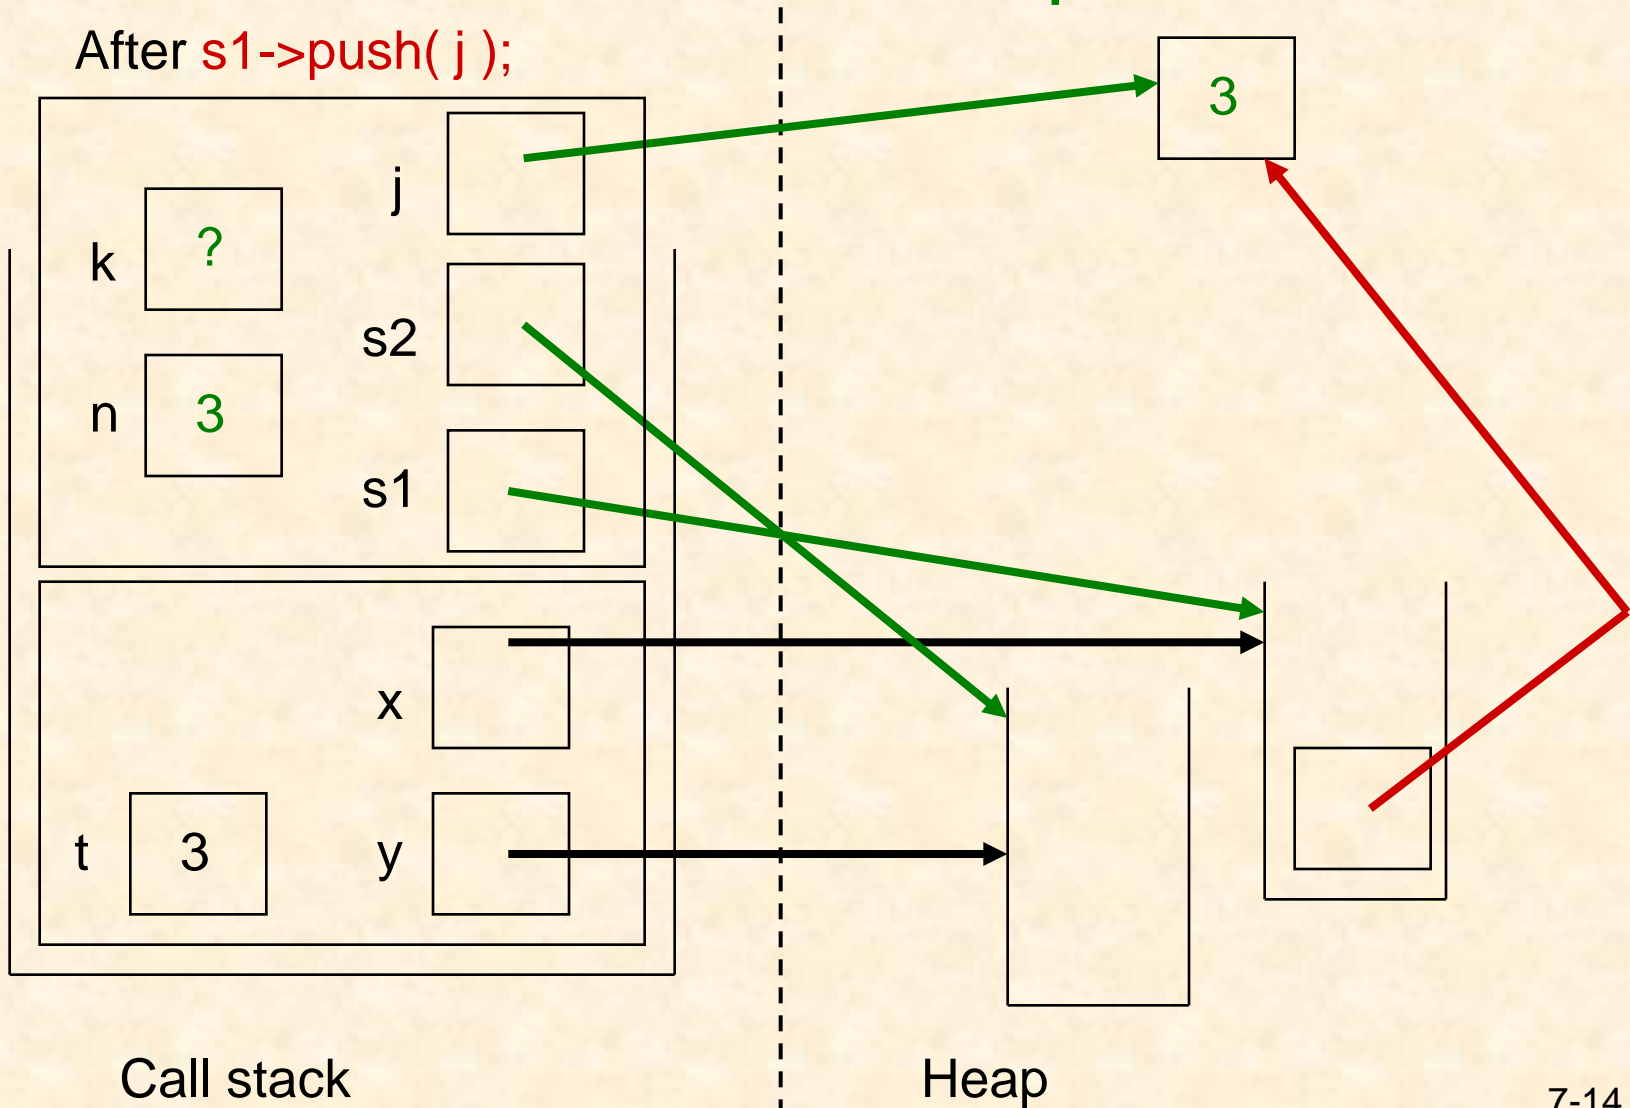 After s1->push( j );
3
j
k ?
s2
n 3
s1
x
t 3 y
Call stack Heap
7-14